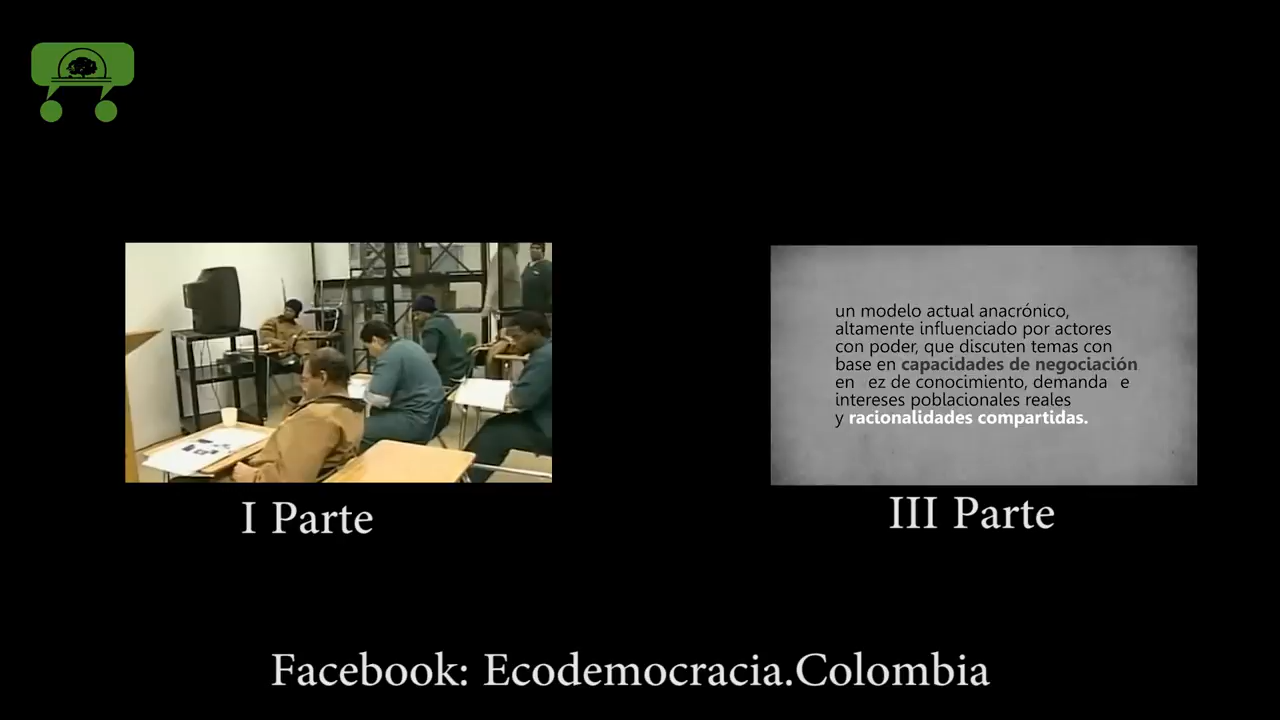 un modelo actual anacrónico,
altamente influenciado por actores
con poder, que discuten temas con
base en capacidades de negociación
en ez de conocimiento, demanda e
intereses poblacionales reales
y racionalidades compartidas.
I Parte
III Parte
Facebook: Ecodemocracia.Colombia